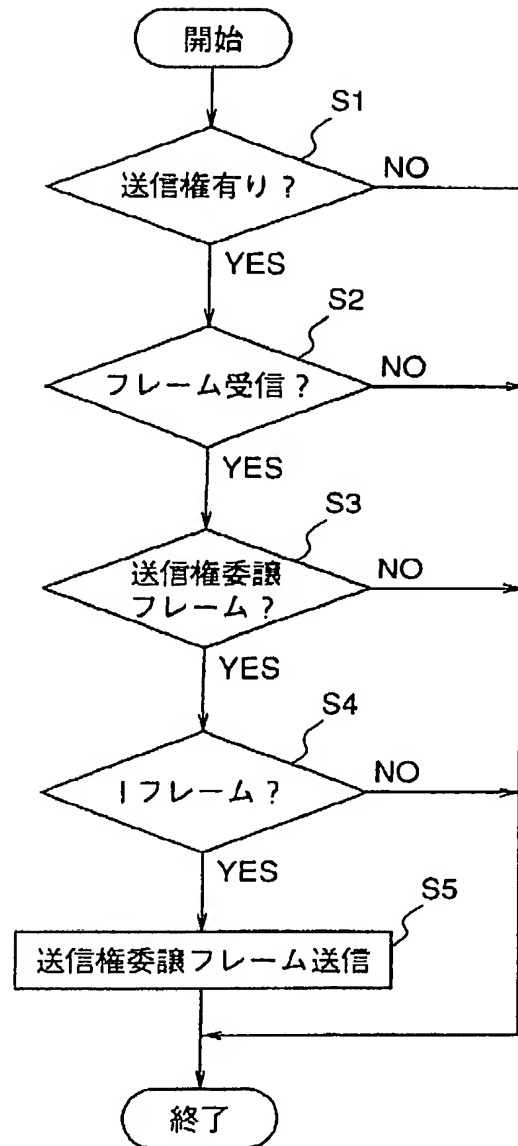 開始
S1
送信権有り？
NO
YES
S2
フレーム受信？
NO
YES
S3
送信権委譲
フレーム？
NO
YES
S4
Iフレーム？
NO
YES
S5
送信権委譲フレーム送信
終了